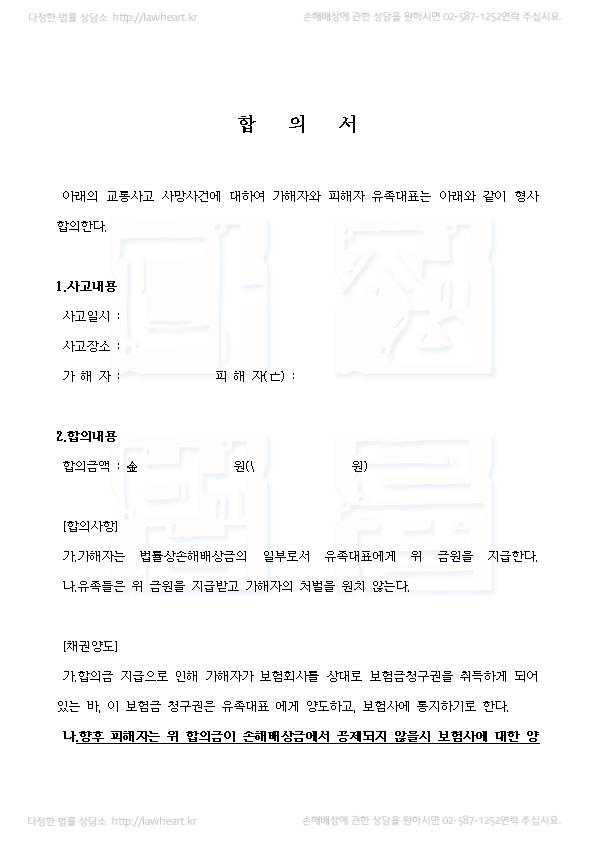 다정한 법률 상담소 http://lawheart.kr 손해배상에 관한 상담을 원하시면 02-587-1252연락 주십시요.
합 의 서
아래의 교통사고 사망사건에 대하여 가해자와 피해자 유족대표는 아래와 같이 형사
합의한다.
1.사고내용
사고일시 :
사고장소 :
가 해 자 : 피 해 자(亡) :
2.합의내용
합의금액 : 金 원(\ 원)
[합의사항]
가.가해자는 법률상손해배상금의 일부로서 유족대표에게 위 금원을 지급한다.
나.유족들은 위 금원을 지급받고 가해자의 처벌을 원치 않는다.
[채권양도]
가.합의금 지급으로 인해 가해자가 보험회사를 상대로 보험금청구권을 취득하게 되어
있는 바, 이 보험금 청구권은 유족대표 에게 양도하고, 보험사에 통지하기로 한다.
나.향후 피해자는 위 합의금이 손해배상금에서 공제되지 않을시 보험사에 대한 양
다정한 법률 상담소 http://lawheart.kr 손해배상에 관한 상담을 원하시면 02-587-1252연락 주십시요.
다정
법률